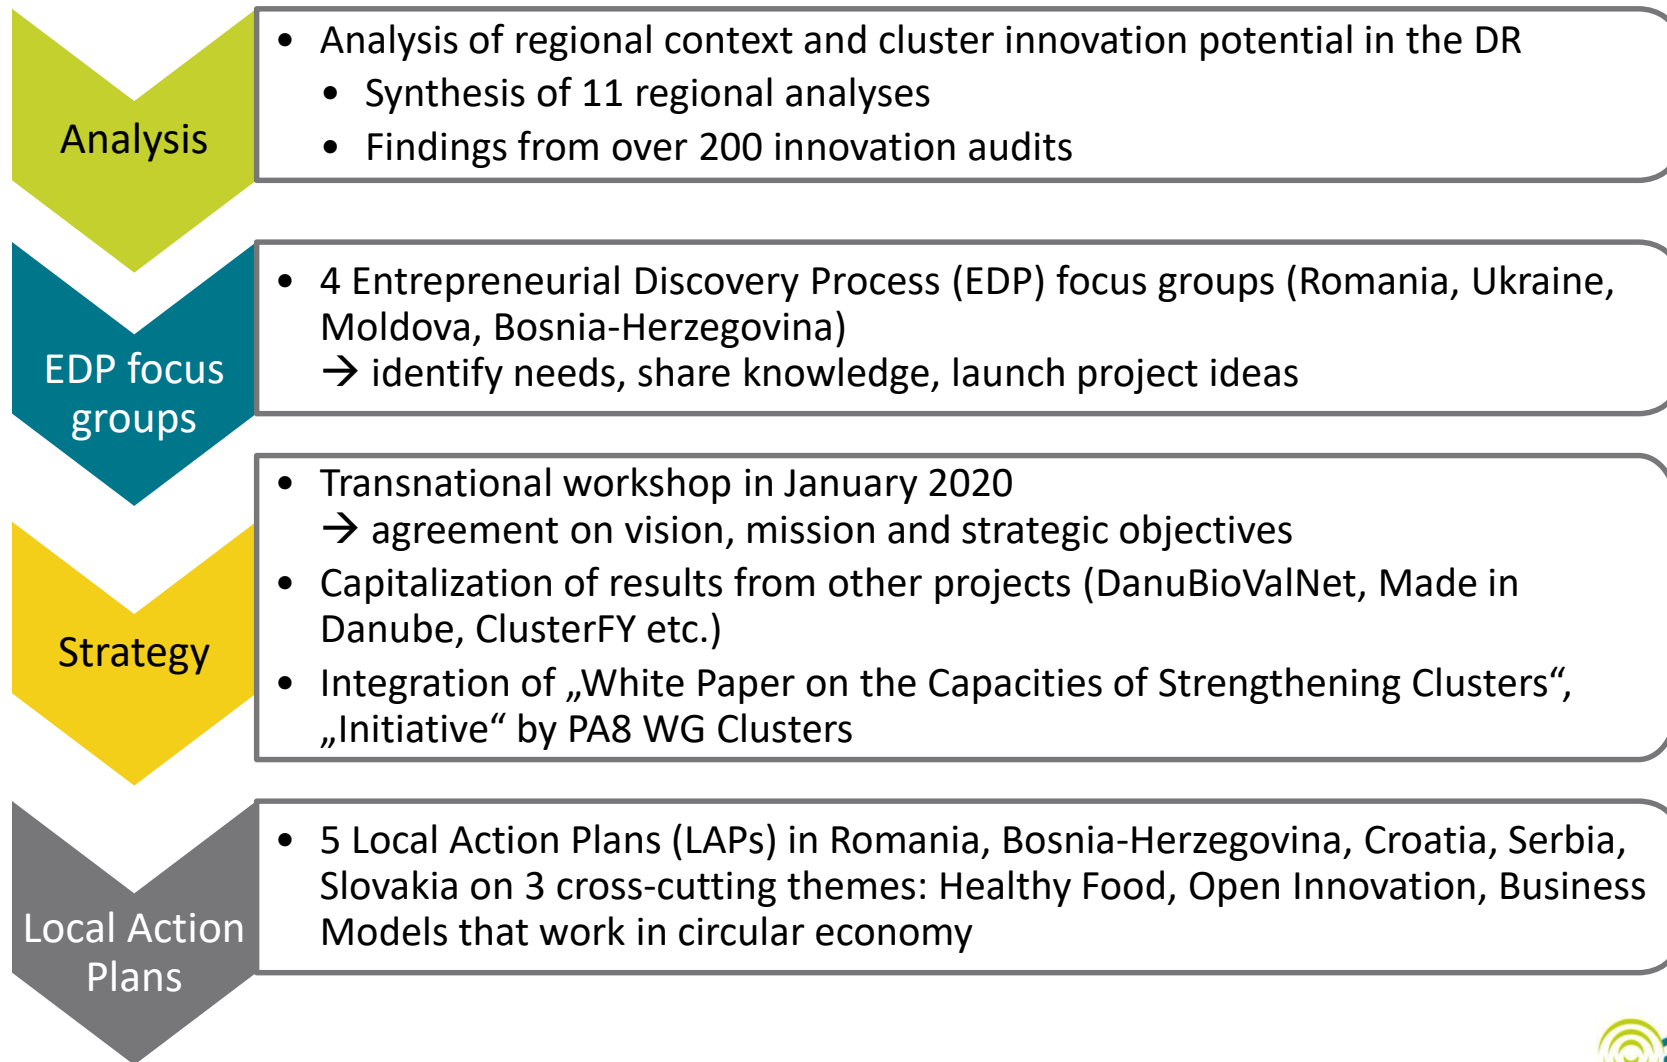 Analysis
• Analysis of regional context and cluster innovation potential in the DR
• Synthesis of 11 regional analyses
• Findings from over 200 innovation audits
EDP focus
groups
• 4 Entrepreneurial Discovery Process (EDP) focus groups (Romania, Ukraine,
Moldova, Bosnia-Herzegovina)
→ identify needs, share knowledge, launch project ideas
Strategy
• Transnational workshop in January 2020
→ agreement on vision, mission and strategic objectives
• Capitalization of results from other projects (DanuBioValNet, Made in
Danube, ClusterFY etc.)
• Integration of „White Paper on the Capacities of Strengthening Clusters“,
„Initiative“ by PA8 WG Clusters
Local Action
Plans
• 5 Local Action Plans (LAPs) in Romania, Bosnia-Herzegovina, Croatia, Serbia,
Slovakia on 3 cross-cutting themes: Healthy Food, Open Innovation, Business
Models that work in circular economy